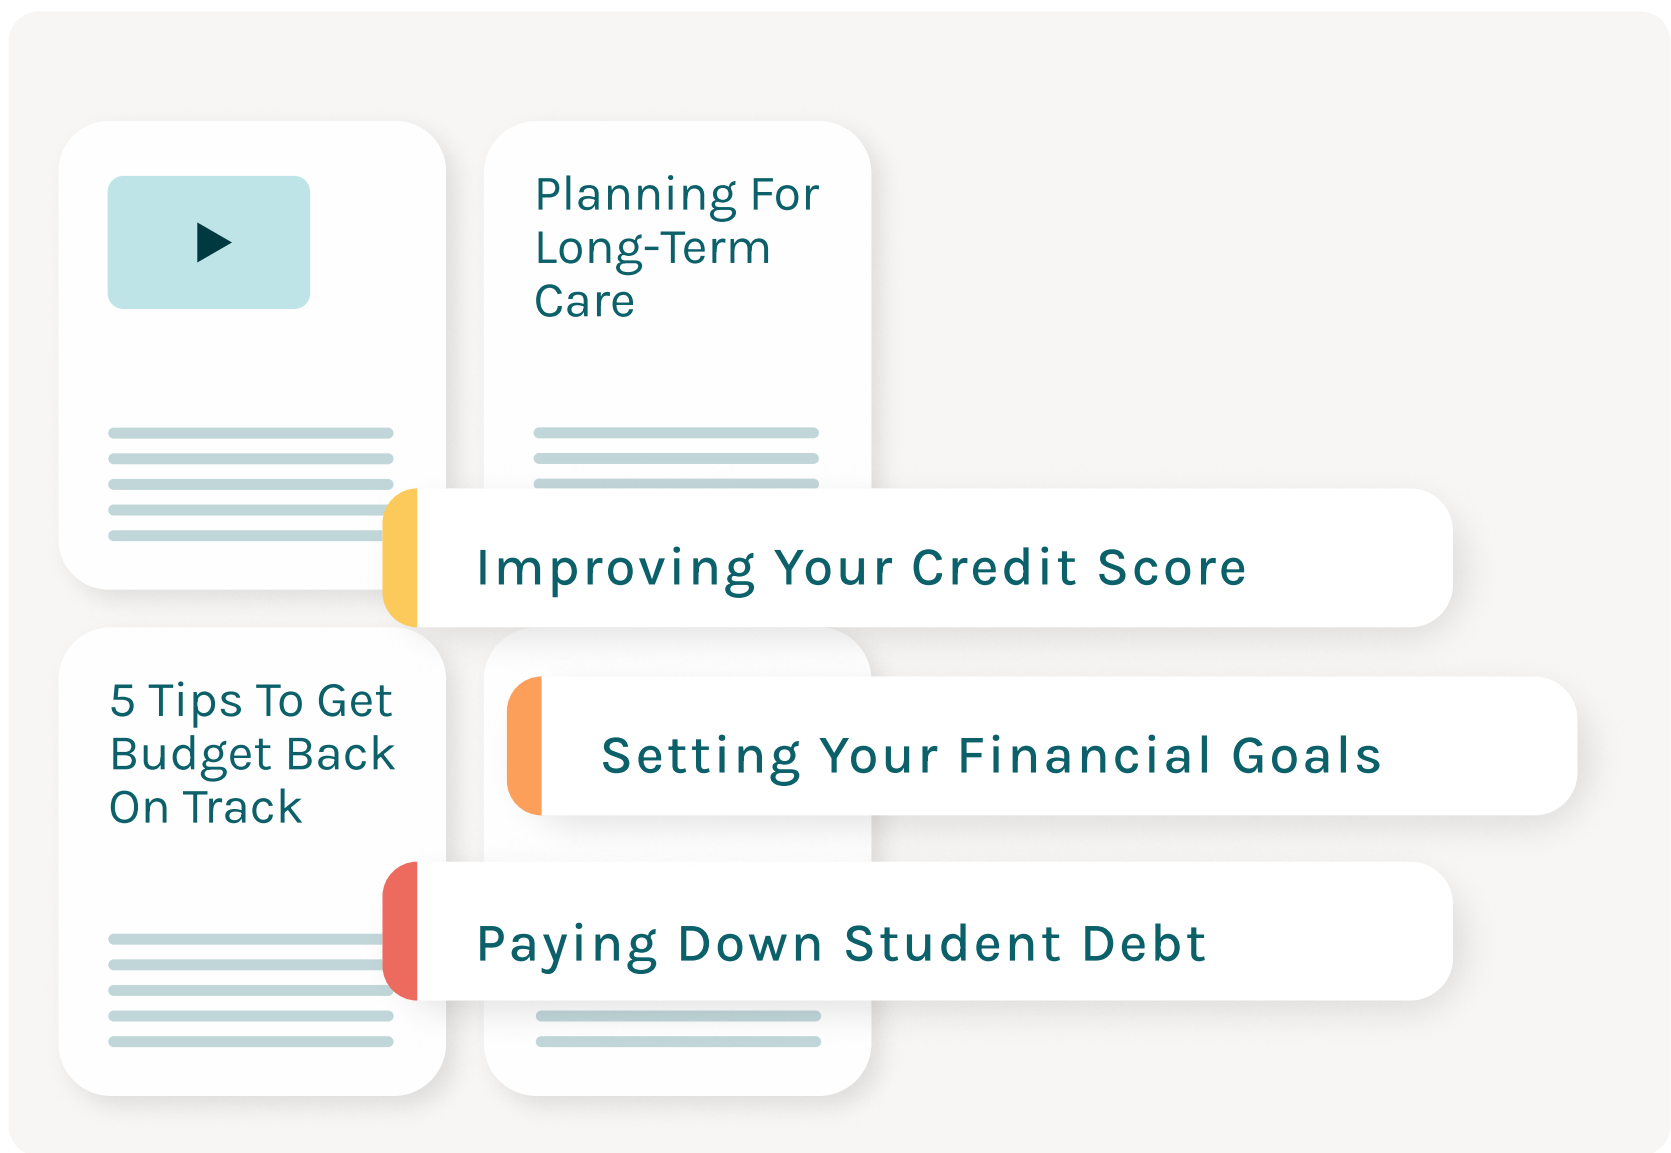 Planning For
Long-Term
Care
Improving Your Credit Score
5 Tips To Get
Budget Back
On Track
Setting Your Financial Goals
Paying Down Student Debt